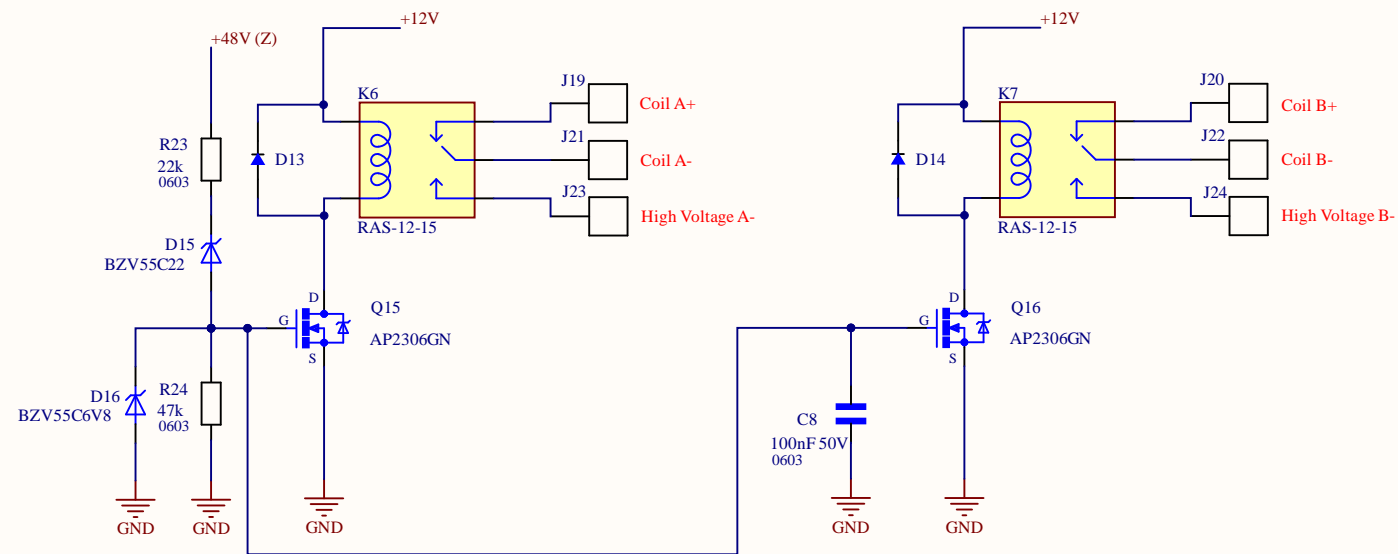 +12V
+12V
+48V (Z)
K6
J19
Coil A+
K7
J20
Coil B+
R23
22k
0603
D13
J21
Coil A-
D14
J22
Coil B-
J23
High Voltage A-
J24
High Voltage B-
RAS-12-15
RAS-12-15
D15
BZV55C22
D
G
S
Q15
AP2306GN
D
G
S
Q16
AP2306GN
D16
BZV55C6V8
R24
47k
0603
C8
100nF 50V
0603
GND
GND
GND
GND
GND